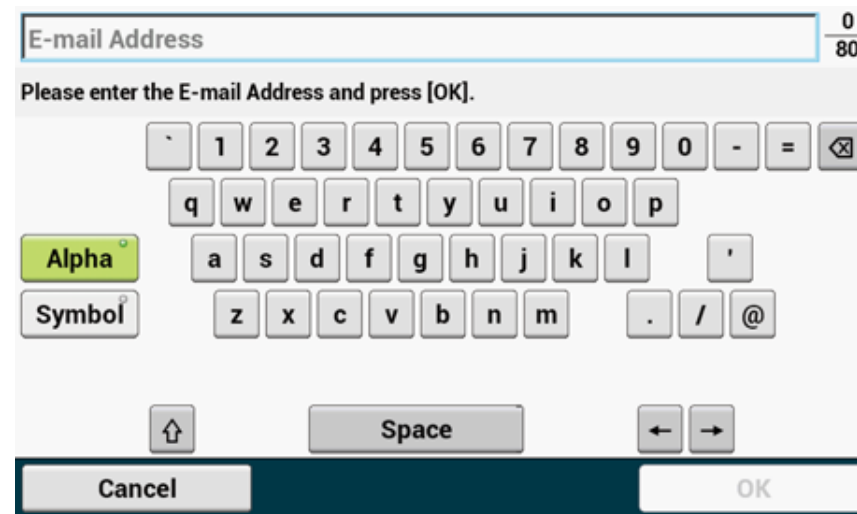 E-mail Address
0
80
Please enter the E-mail Address and press [OK].
` 1 2 3 4 5 6 7 8 9 0 - =
q w e r t y u i o p
Alpha a s d f g h j k l '
Symbol z x c v b n m . / @
Space ← →
Cancel OK